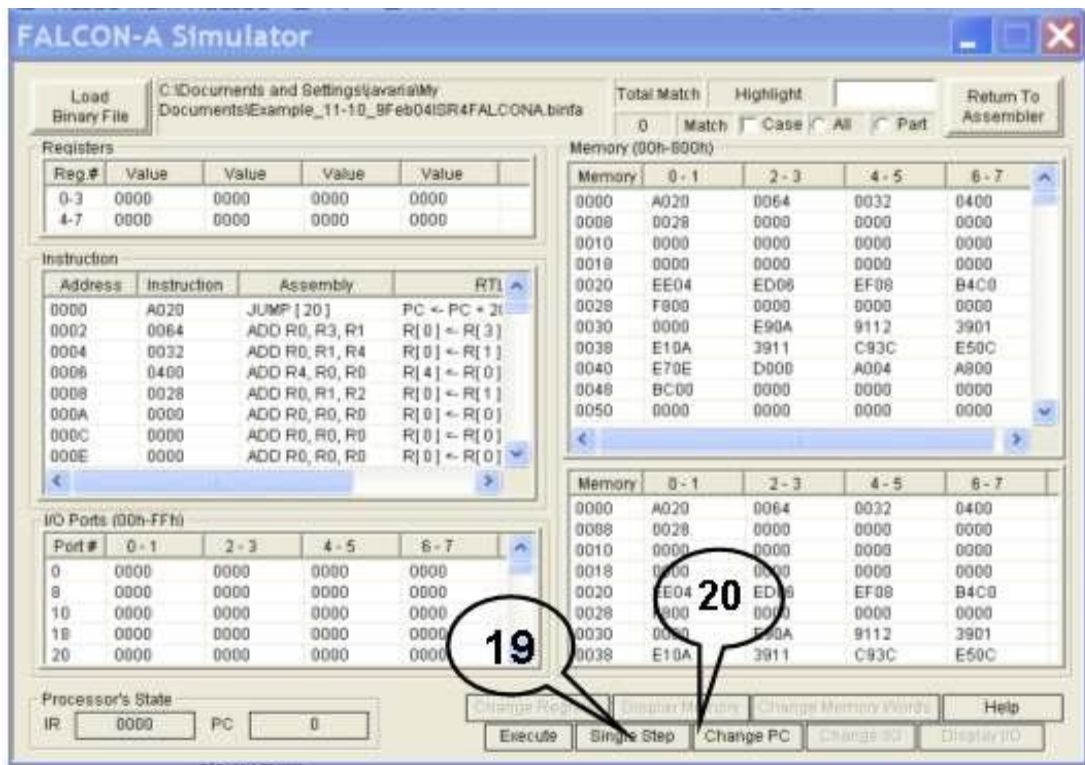 FALCON-A Simulator
Load Binary File
C:\Documents and Settings\javaria\My
Documents\Example_11-10_9Feb04ISR4FALCONA.binfa
Total Match Highlight
0 Match Case All Part
Return To Assembler
Registers
Reg.# Value Value Value Value
0-3 0000 0000 0000 0000
4-7 0000 0000 0000 0000
Instruction
Address Instruction Assembly RTL
0000 A020 JUMP [ 20 ] PC <- PC + 20
0002 0064 ADD R0, R3, R1 R[ 0 ] <- R[ 3 ]
0004 0032 ADD R0, R1, R4 R[ 0 ] <- R[ 1 ]
0006 0400 ADD R4, R0, R0 R[ 4 ] <- R[ 0 ]
0008 0028 ADD R0, R1, R2 R[ 0 ] <- R[ 1 ]
000A 0000 ADD R0, R0, R0 R[ 0 ] <- R[ 0 ]
000C 0000 ADD R0, R0, R0 R[ 0 ] <- R[ 0 ]
000E 0000 ADD R0, R0, R0 R[ 0 ] <- R[ 0 ]
I/O Ports (00h-FFh)
Port # 0 - 1 2 - 3 4 - 5 6 - 7
0 0000 0000 0000 0000
8 0000 0000 0000 0000
10 0000 0000 0000 0000
18 0000 0000 0000 0000
20 0000 0000 0000 0000
Memory (00h-800h)
Memory 0 - 1 2 - 3 4 - 5 6 - 7
0000 A020 0064 0032 0400
0008 0028 0000 0000 0000
0010 0000 0000 0000 0000
0018 0000 0000 0000 0000
0020 EE04 ED06 EF08 B4C0
0028 F800 0000 0000 0000
0030 0000 E90A 9112 3901
0038 E10A 3911 C93C E50C
0040 E70E D000 A004 A800
0048 BC00 0000 0000 0000
0050 0000 0000 0000 0000
Memory 0 - 1 2 - 3 4 - 5 6 - 7
0000 A020 0064 0032 0400
0008 0028 0000 0000 0000
0010 0000 0000 0000 0000
0018 0000 0000 0000
0020 EE04 EF08 B4C0
0028 0000 0000
0030 9112 3901
0038 E10A 3911 C93C E50C
19
20
Processor's State
IR 0000 PC 0
Change Display Memory Change Memory Words Help
Execute Single Step Change PC Change I/O Display I/O